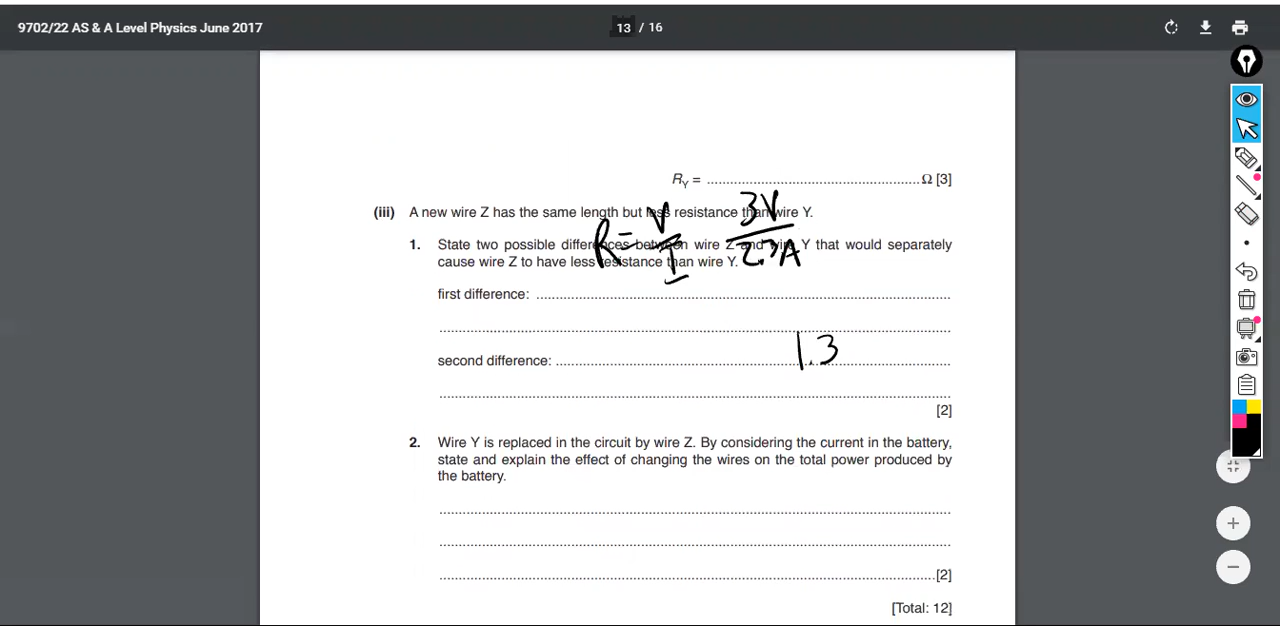 9702/22 AS & A Level Physics June 2017
13 / 16
R_Y = ........................................................ Ω [3]
(iii) A new wire Z has the same length but less resistance than wire Y.
1. State two possible differences between wire Z and wire Y that would separately
cause wire Z to have less resistance than wire Y.
R = V/I 3V/2.3A
first difference: ........................................................
........................................................
1.3
second difference: ........................................................
........................................................
[2]
2. Wire Y is replaced in the circuit by wire Z. By considering the current in the battery,
state and explain the effect of changing the wires on the total power produced by
the battery.
........................................................
........................................................
........................................................[2]
[Total: 12]